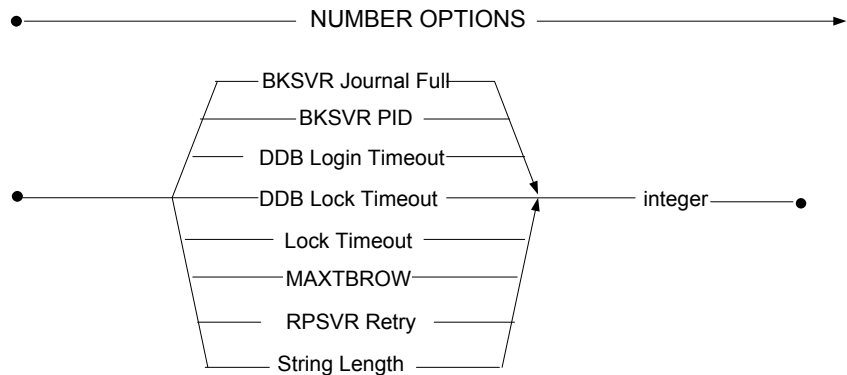 NUMBER OPTIONS
BKSVR Journal Full
BKSVR PID
DDB Login Timeout
DDB Lock Timeout
integer
Lock Timeout
MAXTBROW
RPSVR Retry
String Length